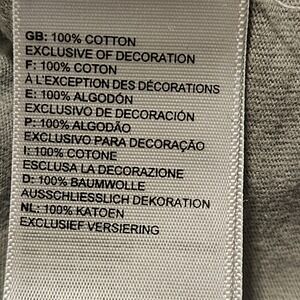 GB: 100% COTTON
EXCLUSIVE OF DECORATION
F: 100% COTON
À L'EXCEPTION DES DÉCORATIONS
E: 100% ALGODÓN
EXCLUSIVO DE DECORACIÓN
P: 100% ALGODÃO
EXCLUSIVO PARA DECORAÇÃO
I: 100% COTONE
ESCLUSA LA DECORAZIONE
D: 100% BAUMWOLLE
AUSSCHLIESSLICH DEKORATION
NL: 100% KATOEN
EXCLUSIEF VERSIERING